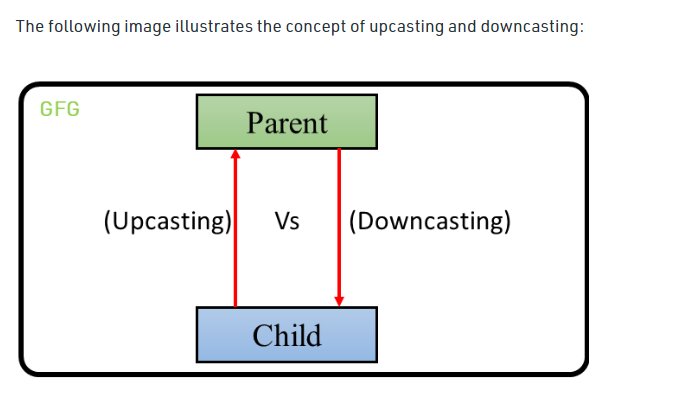 The following image illustrates the concept of upcasting and downcasting:
GFG
Parent
(Upcasting) Vs (Downcasting)
Child